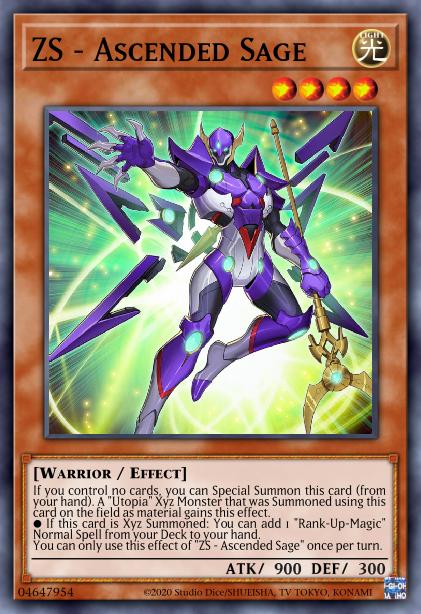 ZS - Ascended Sage
LIGHT
光
[Warrior / Effect]
If you control no cards, you can Special Summon this card (from
your hand). A "Utopia" Xyz Monster that was Summoned using this
card on the field as material gains this effect.
● If this card is Xyz Summoned: You can add 1 "Rank-Up-Magic"
Normal Spell from your Deck to your hand.
You can only use this effect of "ZS - Ascended Sage" once per turn.
ATK/ 900 DEF/ 300
04647954
©2020 Studio Dice/SHUEISHA, TV TOKYO, KONAMI